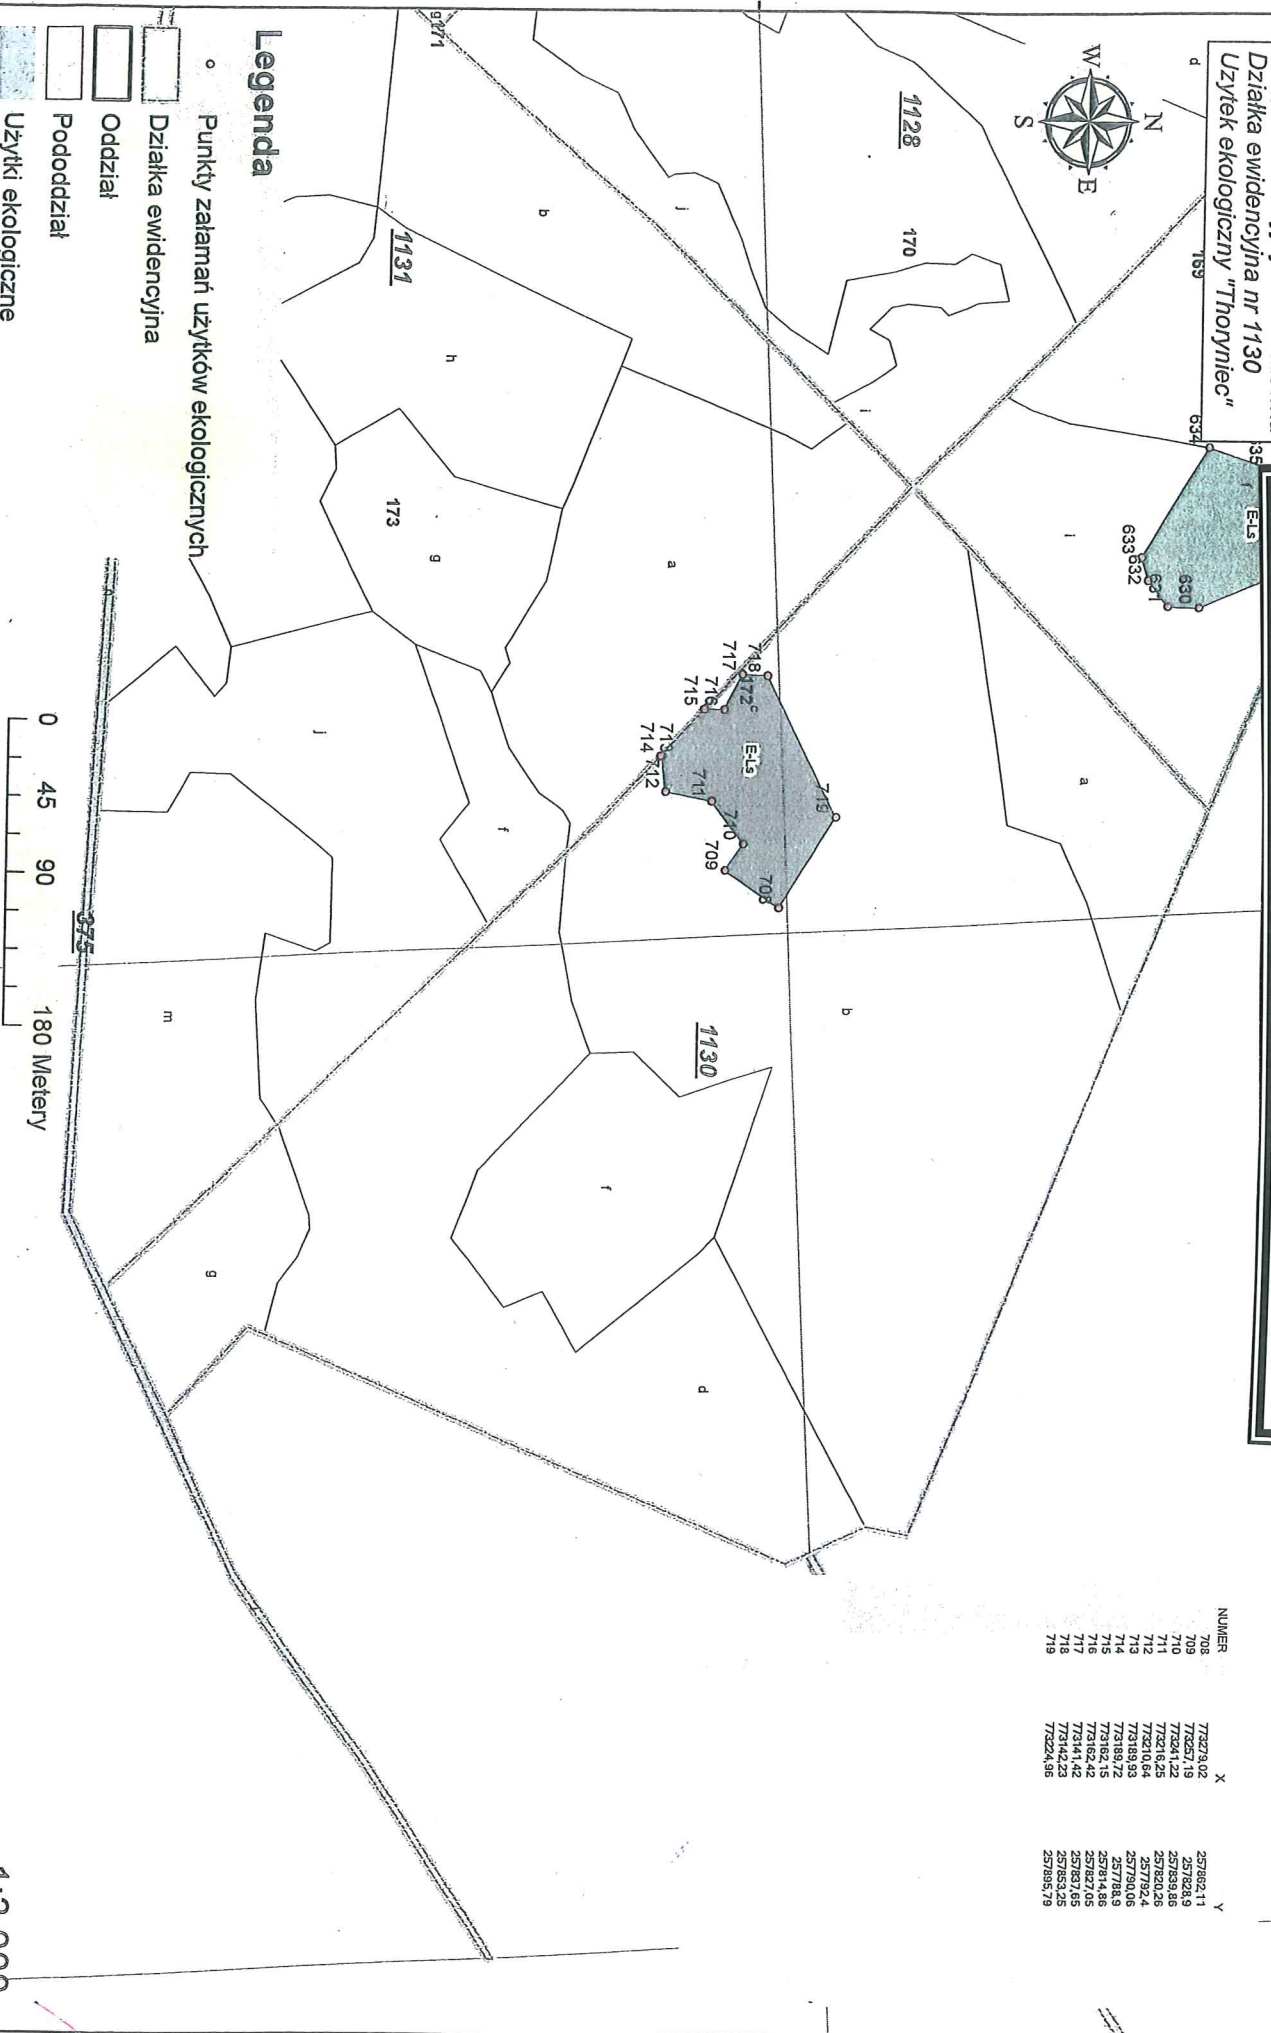 Działka ewidencyjna nr 1130
Użytek ekologiczny "Thoryniec"
N
W
E
S
d
169
634
635
r
E-Ls
630
631
632
633
i
1128
170
j
i
b
a
g171
1131
h
a
b
173
g
718
717
172c
716
715
E-Ls
719
713
714
712
711
710
709
708
1130
f
f
j
d
m
g
375
NUMER X Y
708 773279,02 257862,11
709 773257,19 257828,9
710 773241,22 257839,86
711 773216,25 257820,26
712 773210,64 257792,4
713 773189,93 257790,06
714 773189,72 257788,9
715 773162,15 257814,86
716 773162,42 257827,05
717 773141,42 257837,65
718 773142,23 257853,25
719 773224,96 257895,79
Legenda
Punkty załamań użytków ekologicznych
Działka ewidencyjna
Oddział
Pododdział
Użytki ekologiczne
0 45 90 180 Metery